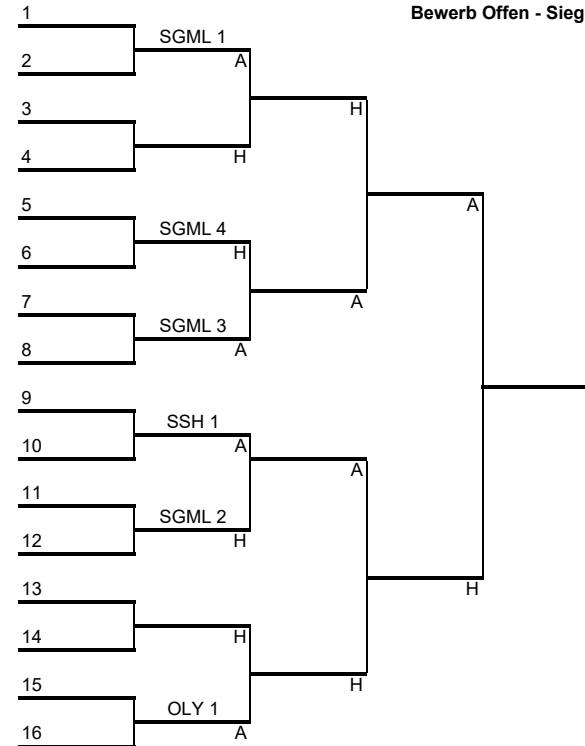 Bewerb Offen - Sieg
1
SGML 1
A
2
H
3
4
H
5
A
SGML 4
H
6
A
7
SGML 3
A
8
9
SSH 1
A
10
A
11
SGML 2
H
12
H
13
H
14
H
15
OLY 1
A
16